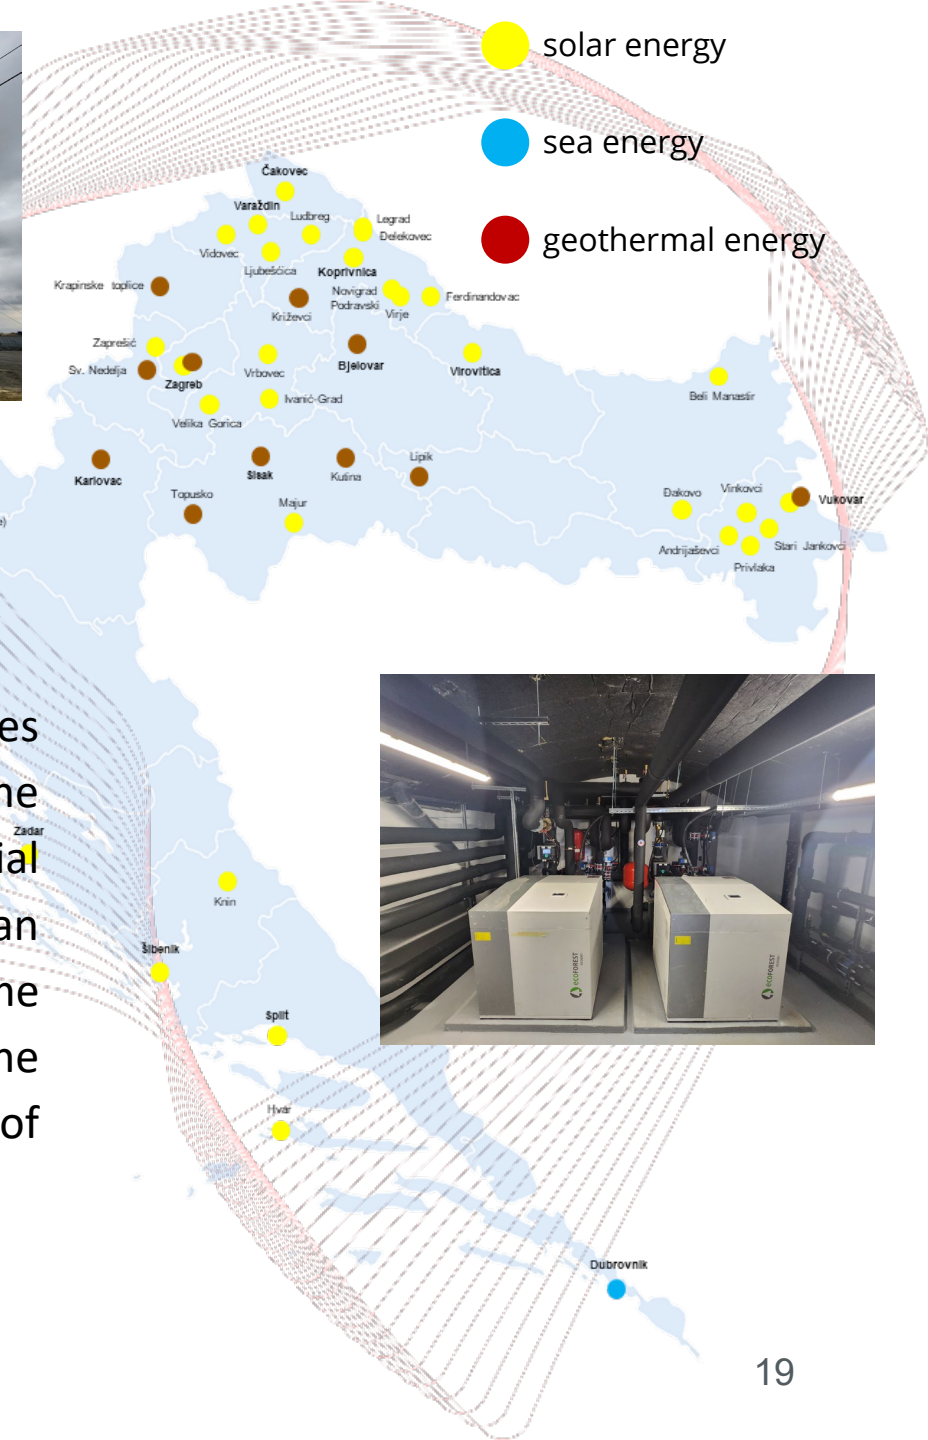 solar energy
sea energy
geothermal energy
Čakovec
Varaždin
Ludbreg
Legrad
Đelekovec
Vidovec
Ljubešćica
Koprivnica
Krapinske toplice
Križevci
Novigrad
Podravski
Virje
Ferdinandovac
Zaprešić
Sv. Nedelja
Zagreb
Vrbovec
Bjelovar
Virovitica
Beli Manastir
Ivanić-Grad
Velika Gorica
Karlovac
Sisak
Kutina
Lipik
Topusko
Majur
Đakovo
Vinkovci
Vukovar
Andrijaševci
Stari Jankovci
Privlaka
e)
es
ne
Zadar
ial
an
ne
ne
of
Knin
Šibenik
Split
Hvar
Dubrovnik
ecoFOREST
ecoFOREST
19